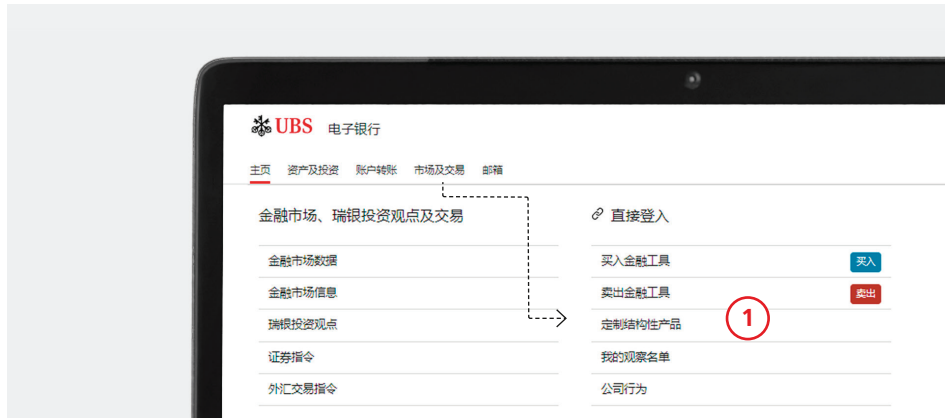 UBS 电子银行
主页 资产及投资 账户转账 市场及交易 邮箱
金融市场、瑞银投资观点及交易
金融市场数据
金融市场信息
瑞银投资观点
证券指令
外汇交易指令
直接登入
买入金融工具 买入
卖出金融工具 卖出
定制结构性产品 1
我的观察名单
公司行为